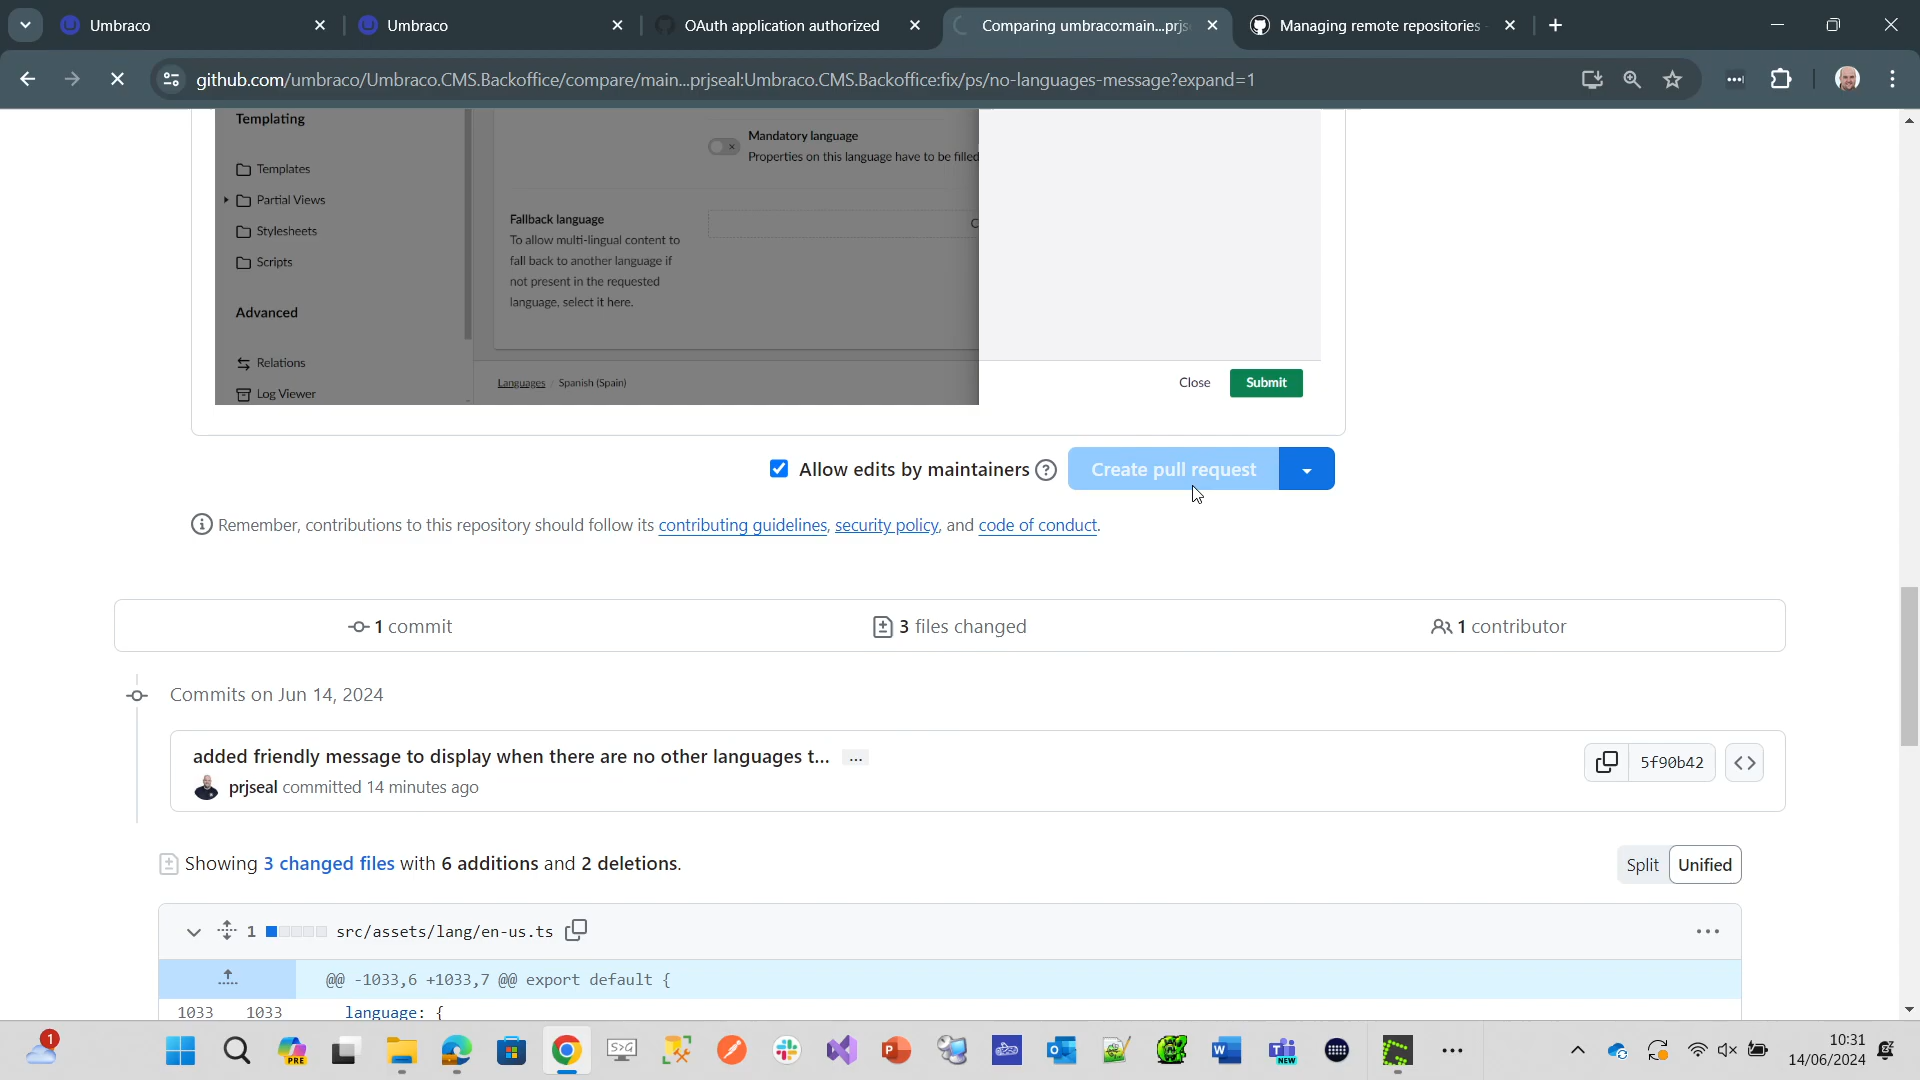 Umbraco
Umbraco
OAuth application authorized
Comparing umbraco:main...prjs
Managing remote repositories
github.com/umbraco/Umbraco.CMS.Backoffice/compare/main...prjseal:Umbraco.CMS.Backoffice:fix/ps/no-languages-message?expand=1
Templating
Templates
Partial Views
Stylesheets
Scripts
Advanced
Relations
Log Viewer
Mandatory language
Properties on this language have to be filled
Fallback language
To allow multi-lingual content to
fall back to another language if
not present in the requested
language, select it here.
C
Languages / Spanish (Spain)
Close
Submit
Allow edits by maintainers
Create pull request
Remember, contributions to this repository should follow its contributing guidelines, security policy, and code of conduct.
1 commit
3 files changed
1 contributor
Commits on Jun 14, 2024
added friendly message to display when there are no other languages t... ...
prjseal committed 14 minutes ago
5f90b42
Showing 3 changed files with 6 additions and 2 deletions.
Split
Unified
1 src/assets/lang/en-us.ts
@@ -1033,6 +1033,7 @@ export default {
1033 1033 language: {
1
PRE
S>G
NEW
10:31
14/06/2024